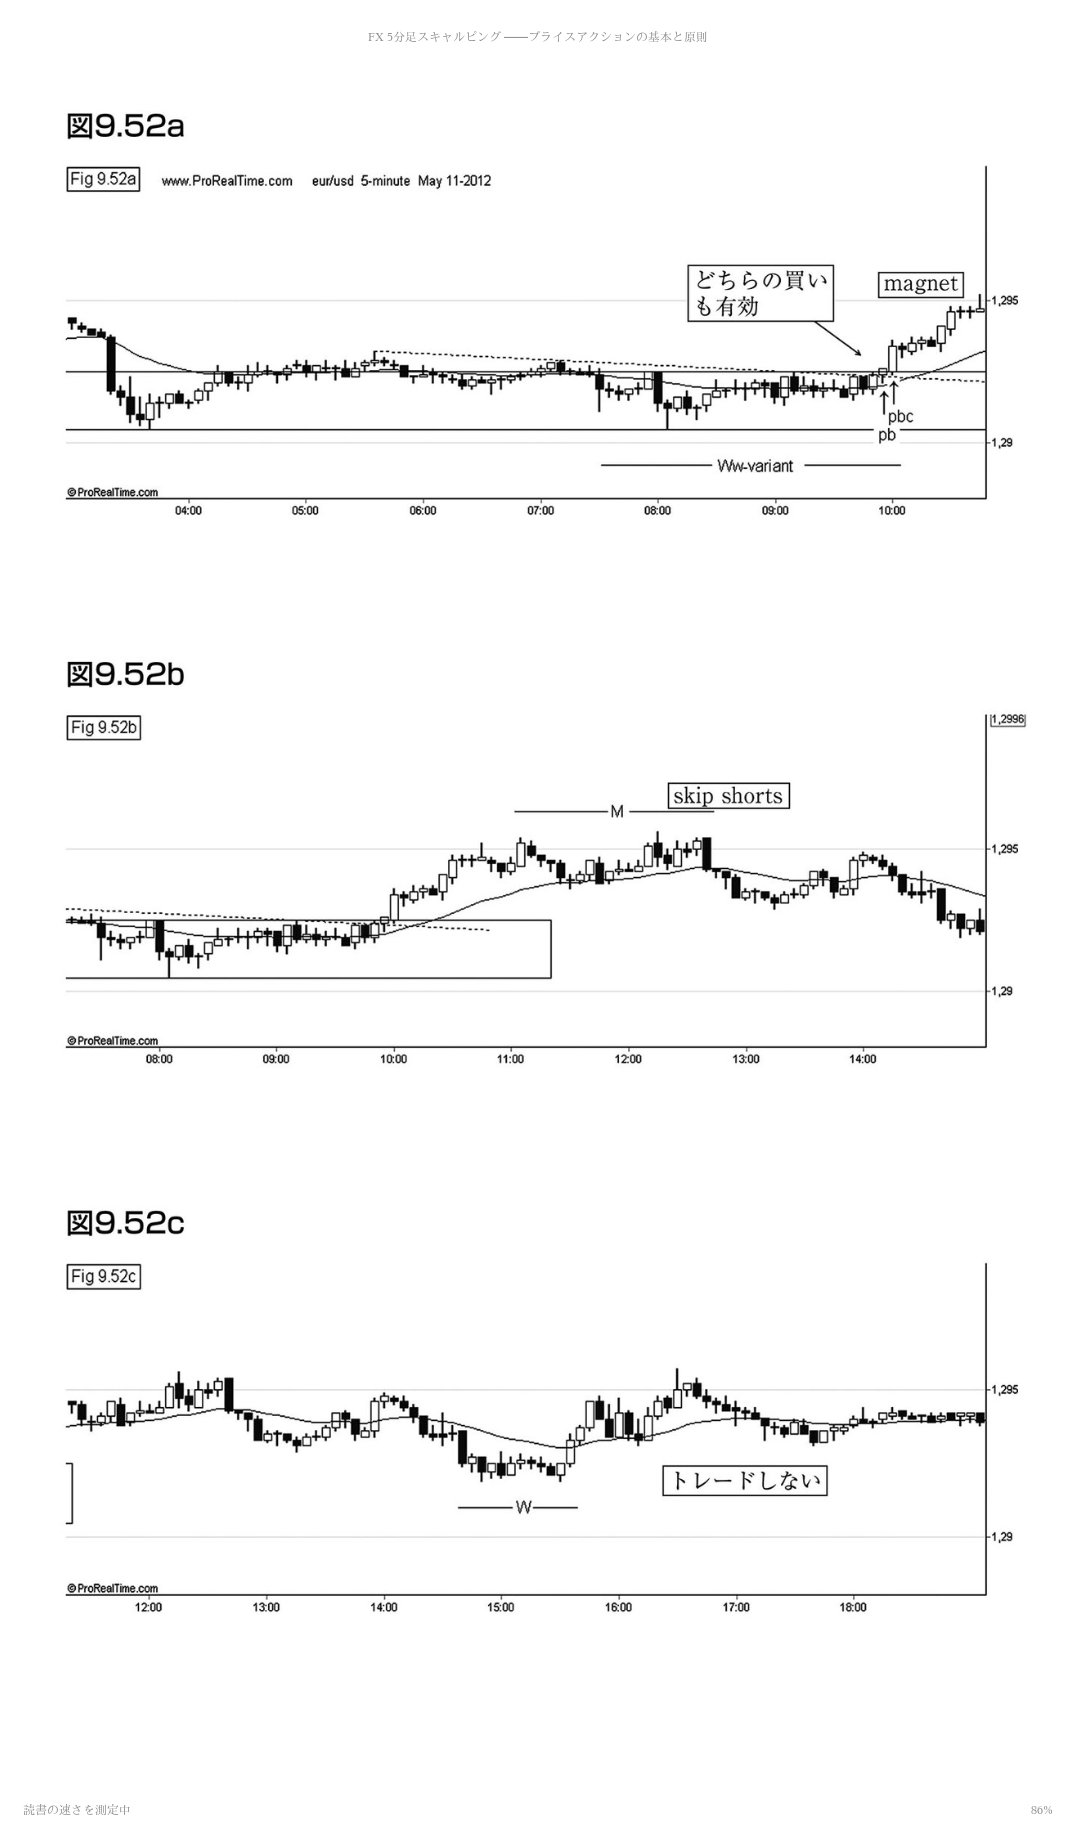 FX 5分足スキャルピング ――プライスアクションの基本と原則
図9.52a
Fig 9.52a www.ProRealTime.com eur/usd 5-minute May 11-2012
どちらの買い
も有効
magnet
1,295
pbc
pb
1,29
Ww-variant
©ProRealTime.com
04:00 05:00 06:00 07:00 08:00 09:00 10:00
図9.52b
Fig 9.52b
1,2996
skip shorts
M
1,295
1,29
©ProRealTime.com
08:00 09:00 10:00 11:00 12:00 13:00 14:00
図9.52c
Fig 9.52c
1,295
トレードしない
W
1,29
©ProRealTime.com
12:00 13:00 14:00 15:00 16:00 17:00 18:00
読書の速さを測定中
86%